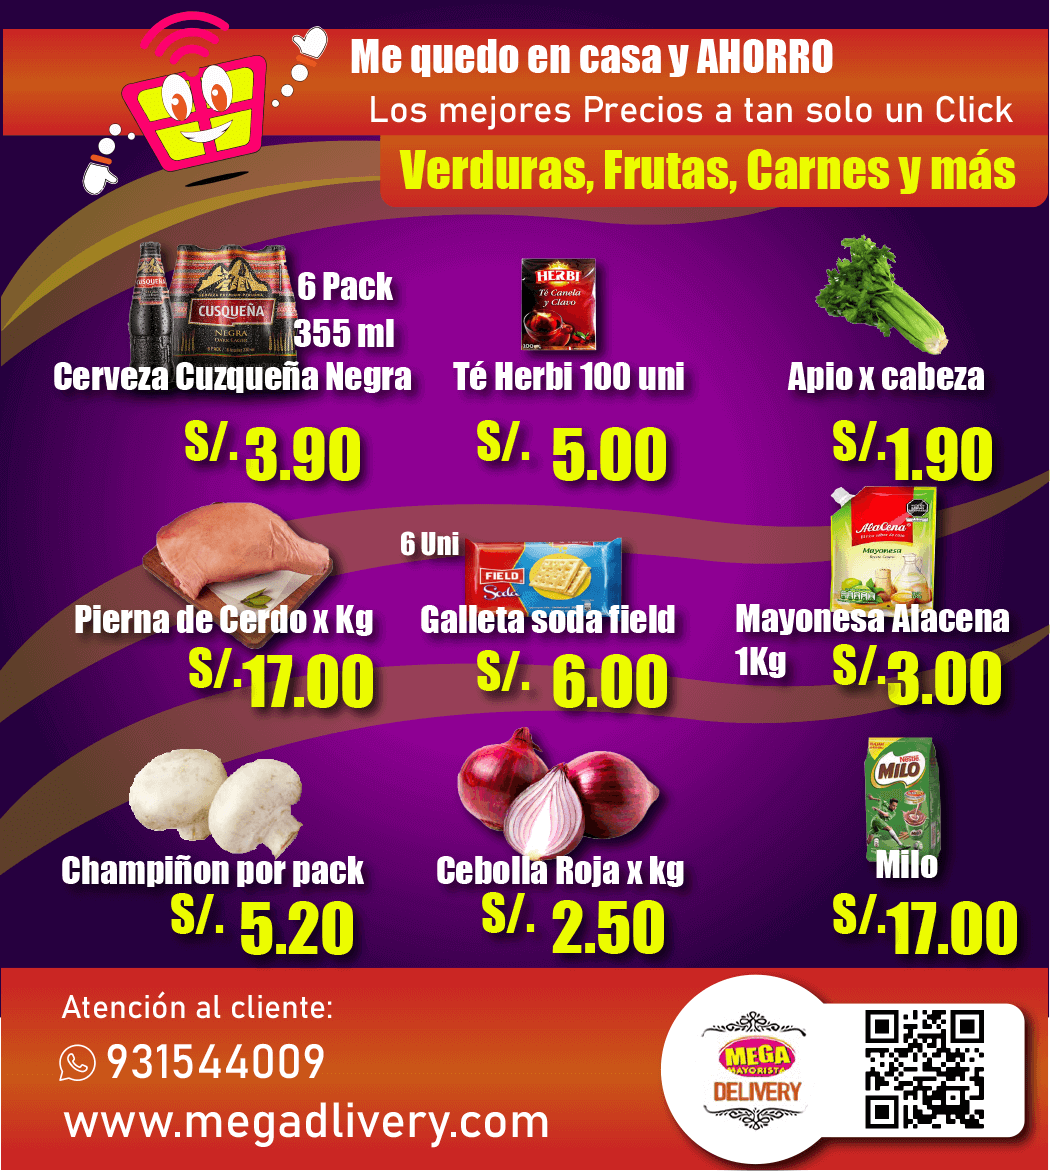 Me quedo en casa y AHORRO
Los mejores Precios a tan solo un Click
Verduras, Frutas, Carnes y más
CUSQUEÑA
CUSQUEÑA
NEGRA
DARK LAGER
6 Pack
355 ml
Cerveza Cuzqueña Negra
S/. 3.90
HERBI
Té Canela
y Clavo
100
Té Herbi 100 uni
S/. 5.00
Apio x cabeza
S/. 1.90
Pierna de Cerdo x Kg
S/. 17.00
6 Uni
FIELD
Soda
Galleta soda field
S/. 6.00
AlaCena
Mayonesa
Mayonesa Alacena
1Kg
S/. 3.00
Champiñon por pack
S/. 5.20
Cebolla Roja x kg
S/. 2.50
Nestlé
MILO
Milo
S/. 17.00
Atención al cliente:
931544009
www.megadlivery.com
MEGA
MAYORISTA
DELIVERY